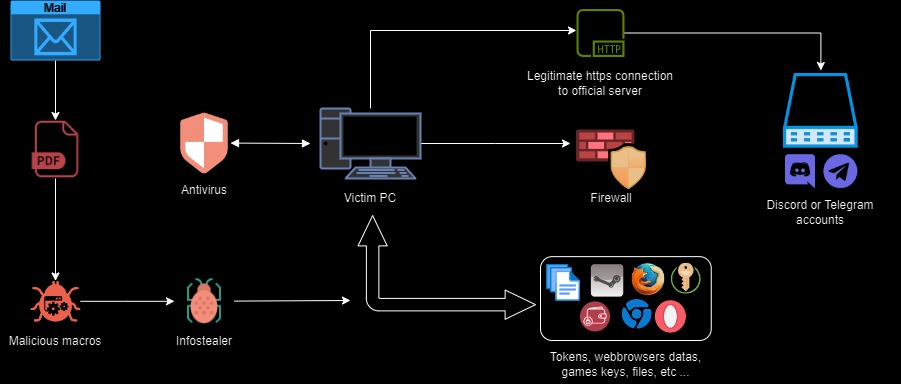 Mail
HTTP
Legitimate https connection
to official server
PDF
Antivirus
Victim PC
Firewall
Discord or Telegram
accounts
Malicious macros
Infostealer
Tokens, webbrowsers datas,
games keys, files, etc ...